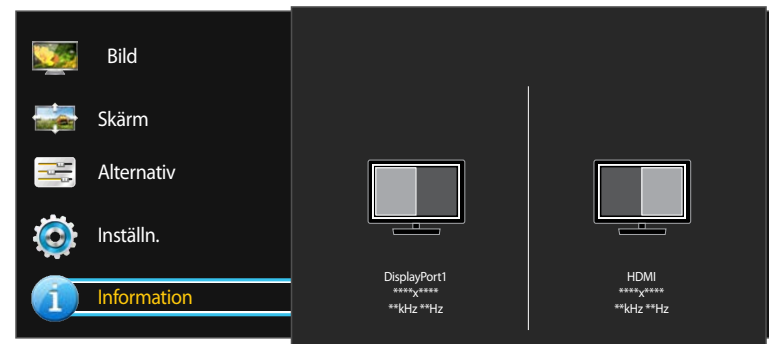 Bild
Skärm
Alternativ
Inställn.
Information
DisplayPort1
****x****
**kHz **Hz
HDMI
****x****
**kHz **Hz